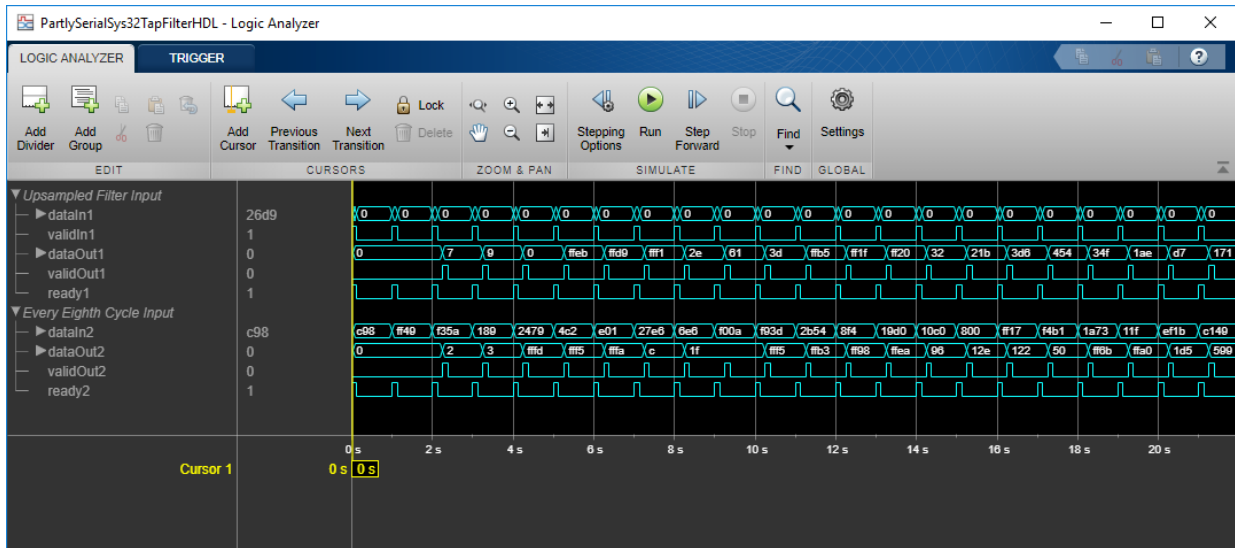 PartlySerialSys32TapFilterHDL - Logic Analyzer
LOGIC ANALYZER TRIGGER
Add Divider Add Group Add Cursor Previous Transition Next Transition Lock Delete Stepping Options Run Step Forward Stop Find Settings
EDIT CURSORS ZOOM & PAN SIMULATE FIND GLOBAL
Upsampled Filter Input
dataIn1 26d9 0 0 0 0 0 0 0 0 0 0 0 0 0 0 0 0 0 0 0 0 0 0
validIn1 1
dataOut1 0 0 7 9 0 ffeb ffd9 fff1 2e 61 3d ffb5 ff1f ff20 32 21b 3d6 454 34f 1ae d7 171
validOut1 0
ready1 1
Every Eighth Cycle Input
dataIn2 c98 c98 ff49 f35a 189 2479 4c2 e01 27e6 6e6 f00a f93d 2b54 8f4 19d0 10c0 800 ff17 f4b1 1a73 11f ef1b c149
dataOut2 0 0 2 3 fffd fff5 fffa c 1f fff5 ffb3 ff98 ffea 96 12e 122 50 ff6b ffa0 1d5 599
validOut2 0
ready2 1
0 s 2 s 4 s 6 s 8 s 10 s 12 s 14 s 16 s 18 s 20 s
Cursor 1 0 s 0 s